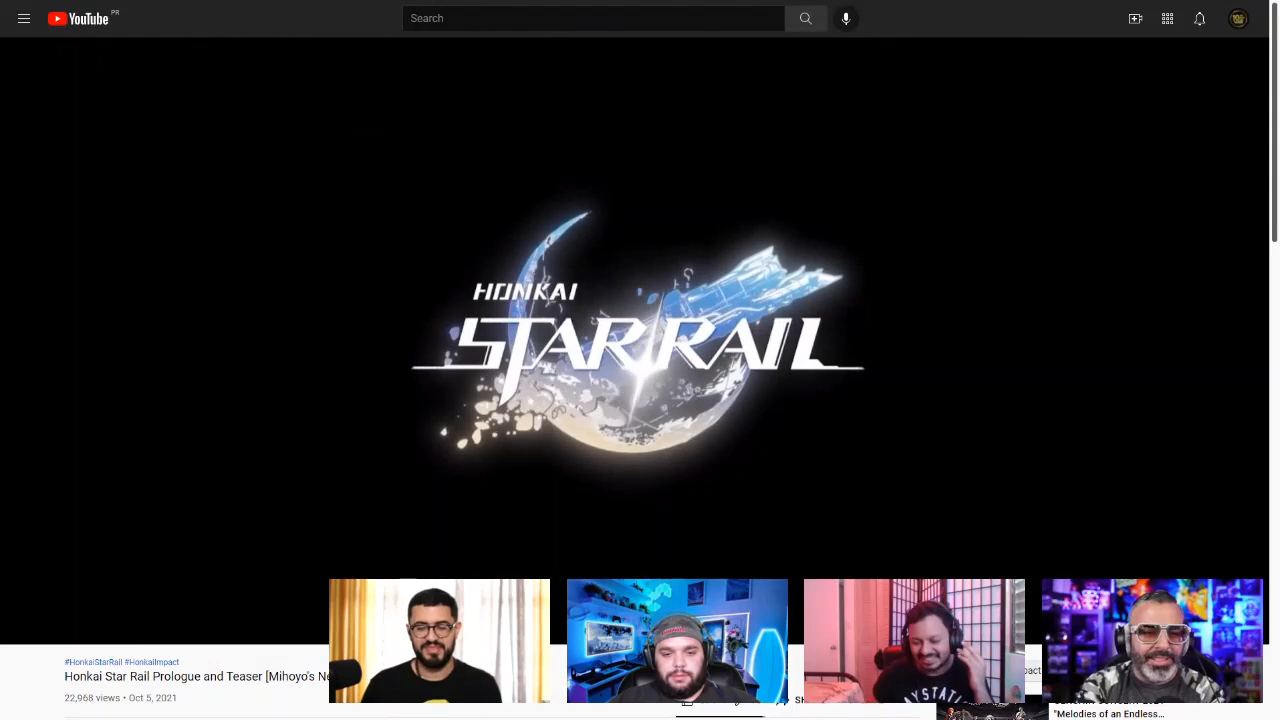 YouTube PR
Search
HONKAI
STAR RAIL
#HonkaiStarRail #HonkaiImpact
Honkai Star Rail Prologue and Teaser [Mihoyo's
22,968 views • Oct 5, 2021
"Melodies of an Endless...